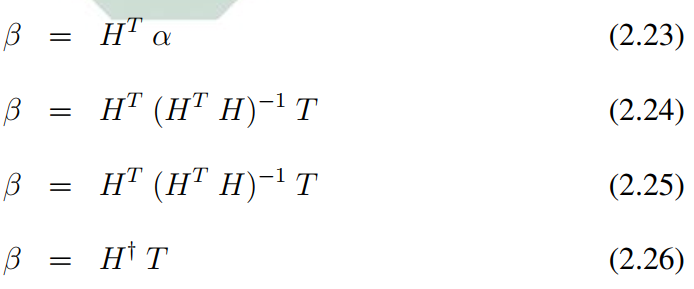 β = H^T α (2.23)
β = H^T (H^T H)^{-1} T (2.24)
β = H^T (H^T H)^{-1} T (2.25)
β = H^† T (2.26)